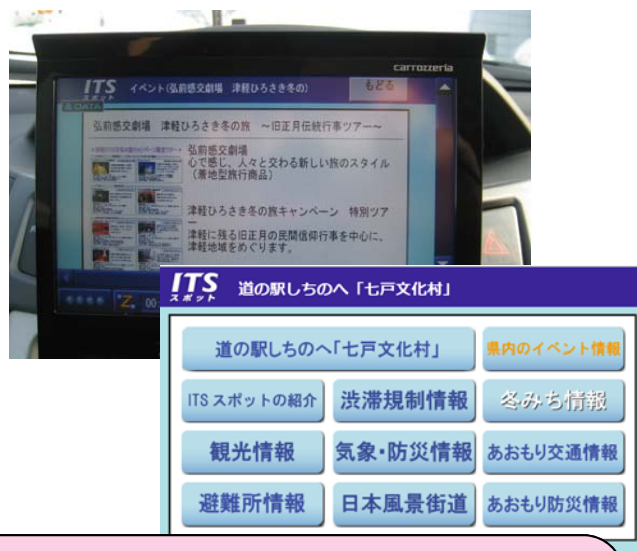 carrozzeria
ITS
スポット
イベント(弘前感交劇場 津軽ひろさき冬の)
もどる
DATA
弘前感交劇場 津軽ひろさき冬の旅 ~旧正月伝統行事ツアー~
弘前感交劇場
心で感じ、人々と交わる新しい旅のスタイル
(着地型旅行商品)
津軽ひろさき冬の旅キャンペーン 特別ツア
ー
津軽に残る旧正月の民間信仰行事を中心に。
津軽地域をめぐります。
00
ITS
スポット
道の駅しちのへ「七戸文化村」
道の駅しちのへ「七戸文化村」
県内のイベント情報
ITS スポットの紹介
渋滞規制情報
冬みち情報
観光情報
気象・防災情報
あおもり交通情報
避難所情報
日本風景街道
あおもり防災情報